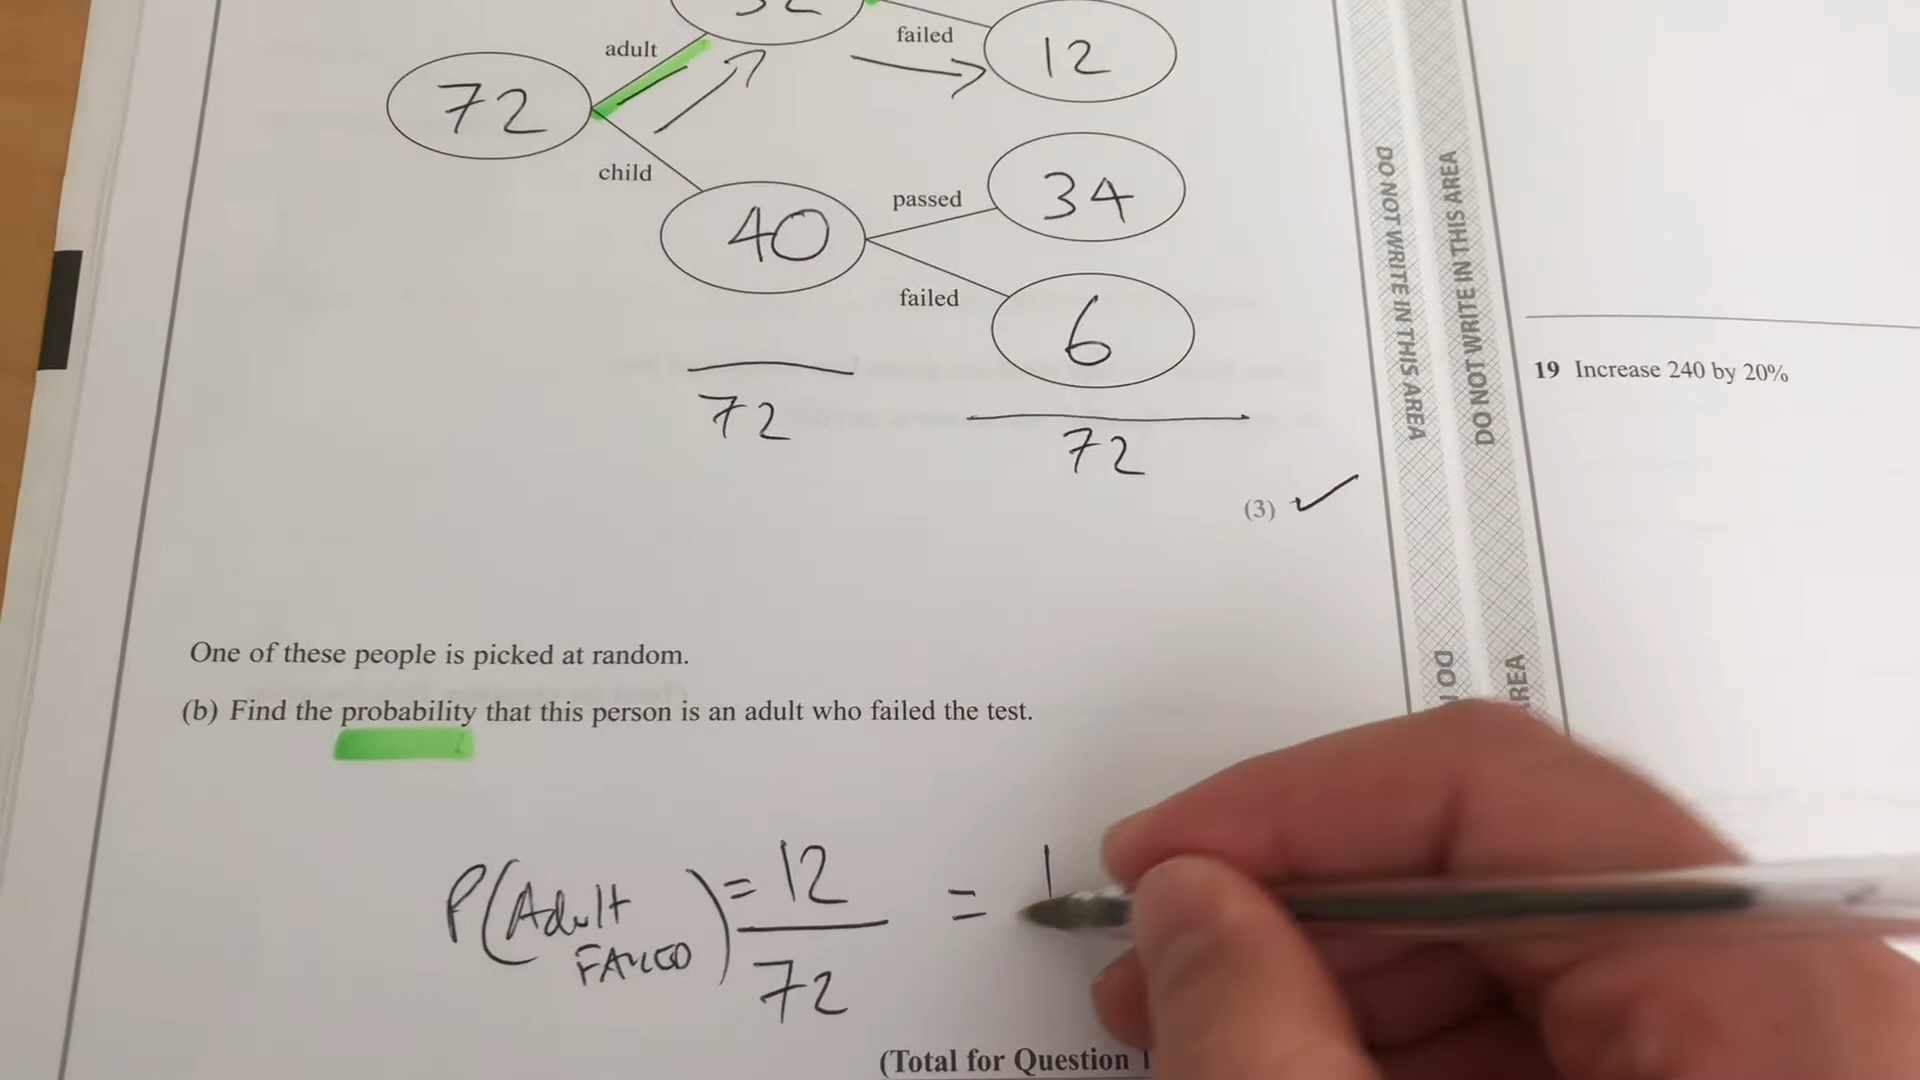 adult
failed
12
72
child
passed
34
40
failed
6
72
72
(3)
One of these people is picked at random.
(b) Find the probability that this person is an adult who failed the test.
P(Adult FAILED) = 12/72 = 1
(Total for Question 1
DO NOT WRITE IN THIS AREA
DO NOT WRITE IN THIS AREA
DO
AREA
19 Increase 240 by 20%